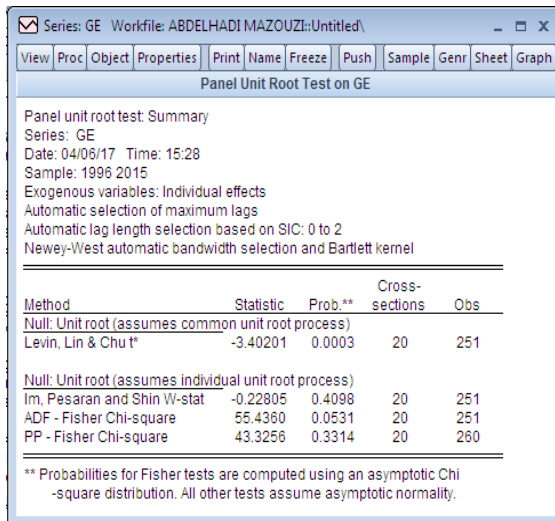 Series: GE Workfile: ABDELHADI MAZOUZI::Untitled\
View Proc Object Properties Print Name Freeze Push Sample Genr Sheet Graph
Panel Unit Root Test on GE
Panel unit root test: Summary
Series: GE
Date: 04/06/17 Time: 15:28
Sample: 1996 2015
Exogenous variables: Individual effects
Automatic selection of maximum lags
Automatic lag length selection based on SIC: 0 to 2
Newey-West automatic bandwidth selection and Bartlett kernel
Cross-
Method Statistic Prob.** sections Obs
Null: Unit root (assumes common unit root process)
Levin, Lin & Chu t* -3.40201 0.0003 20 251
Null: Unit root (assumes individual unit root process)
Im, Pesaran and Shin W-stat -0.22805 0.4098 20 251
ADF - Fisher Chi-square 55.4360 0.0531 20 251
PP - Fisher Chi-square 43.3256 0.3314 20 260
** Probabilities for Fisher tests are computed using an asymptotic Chi
-square distribution. All other tests assume asymptotic normality.